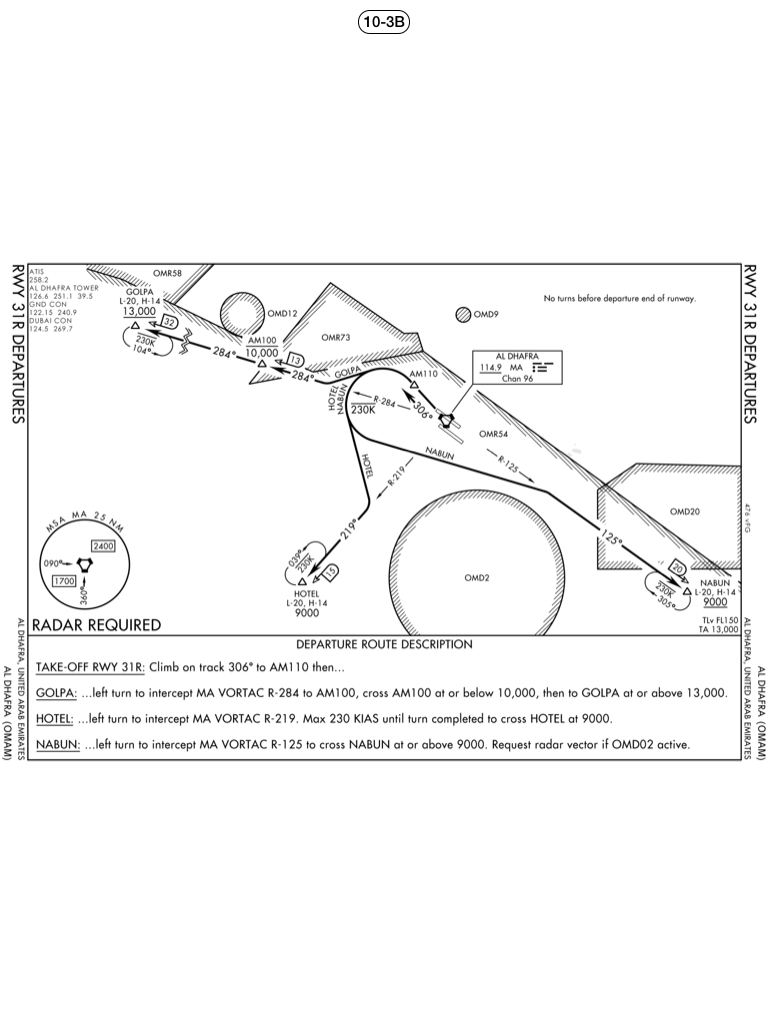 10-3B
RWY 31R DEPARTURES
AL DHAFRA, UNITED ARAB EMIRATES
AL DHAFRA (OMAM)
ATIS
258.2
AL DHAFRA TOWER
126.6 251.1 39.5
GND CON
122.15 240.9
DUBAI CON
124.5 269.7
OMR58
GOLPA
L-20, H-14
13,000
32
230K
104°
284°
OMD12
AM100
10,000
13
284°
OMR73
GOLPA
HOTEL
NABUN
230K
R-284
AM110
306°
OMD9
No turns before departure end of runway.
AL DHAFRA
114.9 MA
Chan 96
OMR54
NABUN
R-125
HOTEL
R-219
219°
039°
230K
15
HOTEL
L-20, H-14
9000
OMD2
OMD20
125°
20
230K
305°
NABUN
L-20, H-14
9000
TLv FL150
TA 13,000
MSA MA 25 NM
2400
090°
1700
360°
RADAR REQUIRED
RWY 31R DEPARTURES
476 vFG
AL DHAFRA, UNITED ARAB EMIRATES
AL DHAFRA (OMAM)
DEPARTURE ROUTE DESCRIPTION
TAKE-OFF RWY 31R: Climb on track 306° to AM110 then...
GOLPA: ...left turn to intercept MA VORTAC R-284 to AM100, cross AM100 at or below 10,000, then to GOLPA at or above 13,000.
HOTEL: ...left turn to intercept MA VORTAC R-219. Max 230 KIAS until turn completed to cross HOTEL at 9000.
NABUN: ...left turn to intercept MA VORTAC R-125 to cross NABUN at or above 9000. Request radar vector if OMD02 active.